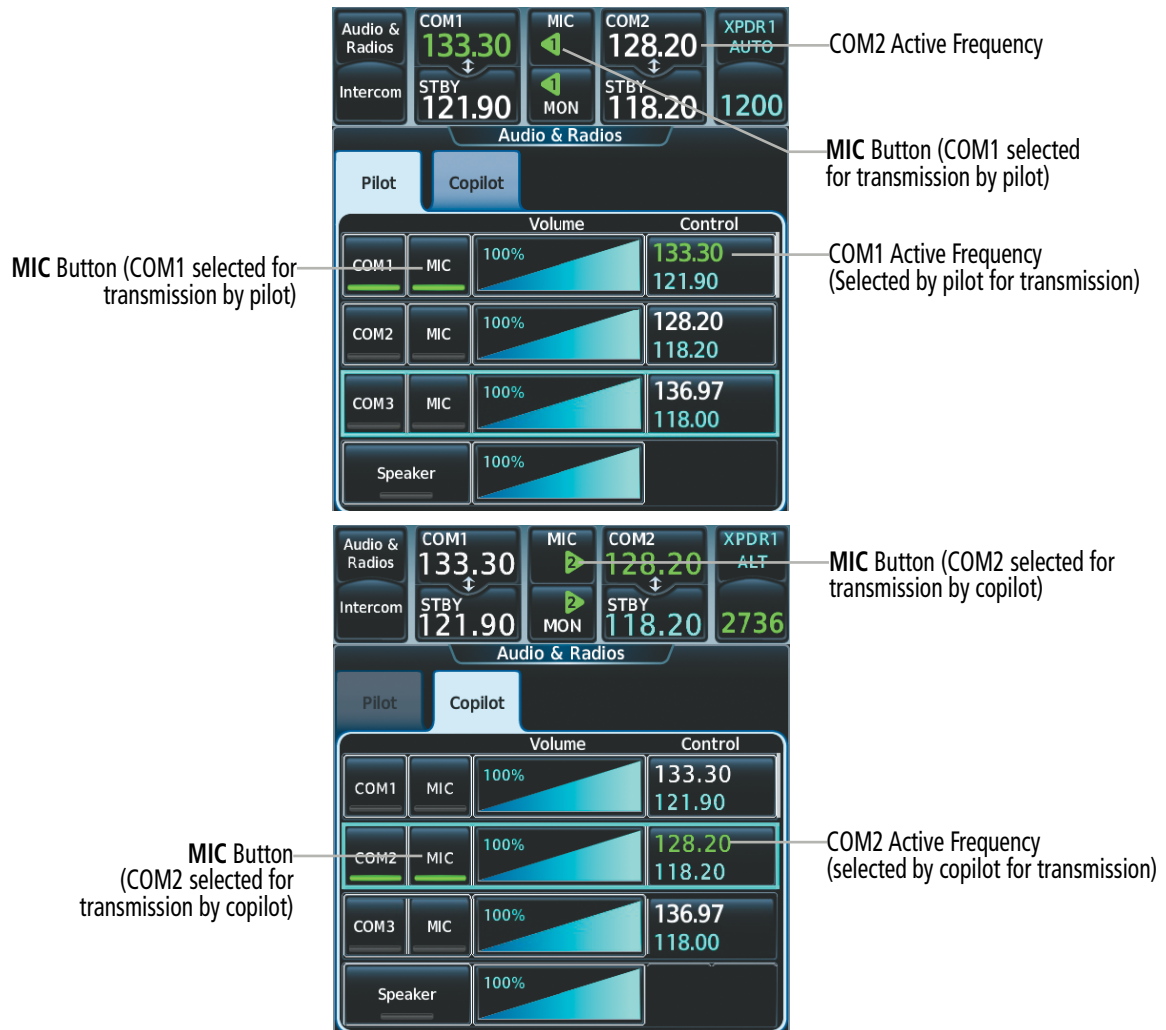 Audio & Radios
COM1
133.30
MIC
1
COM2
128.20
XPDR1
AUTO
COM2 Active Frequency
Intercom
STBY
121.90
1
MON
STBY
118.20
1200
Audio & Radios
MIC Button (COM1 selected
for transmission by pilot)
Pilot
Copilot
Volume
Control
MIC Button (COM1 selected for
transmission by pilot)
COM1
MIC
100%
133.30
121.90
COM1 Active Frequency
(Selected by pilot for transmission)
COM2
MIC
100%
128.20
118.20
COM3
MIC
100%
136.97
118.00
Speaker
100%
Audio & Radios
COM1
133.30
MIC
2
COM2
128.20
XPDR1
ALT
MIC Button (COM2 selected for
transmission by copilot)
Intercom
STBY
121.90
2
MON
STBY
118.20
2736
Audio & Radios
Pilot
Copilot
Volume
Control
COM1
MIC
100%
133.30
121.90
MIC Button
(COM2 selected for
transmission by copilot)
COM2
MIC
100%
128.20
118.20
COM2 Active Frequency
(selected by copilot for transmission)
COM3
MIC
100%
136.97
118.00
Speaker
100%